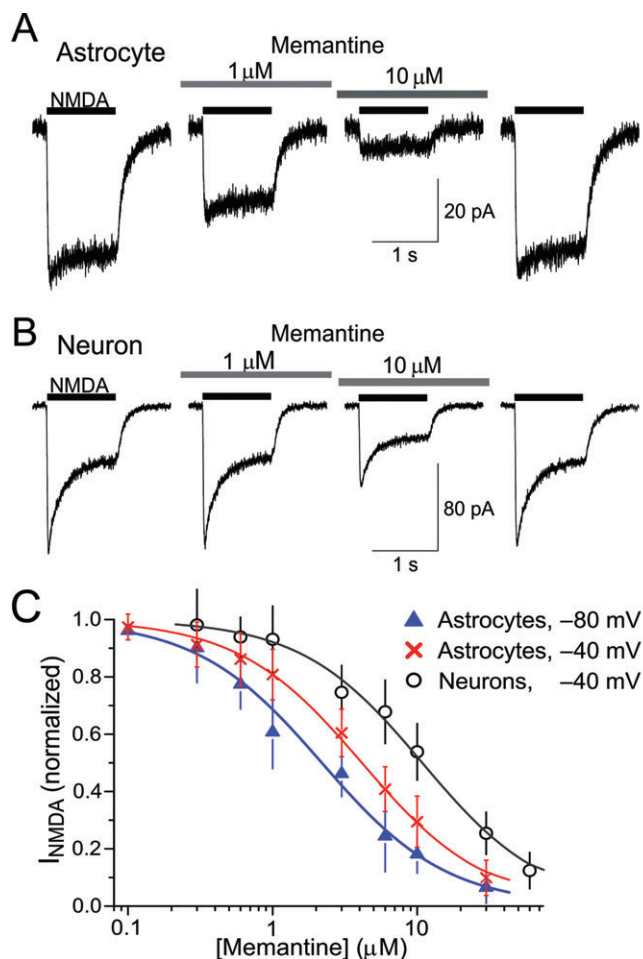 A
Astrocyte
Memantine
1 μM
10 μM
NMDA
20 pA
1 s
B
Neuron
Memantine
1 μM
10 μM
NMDA
80 pA
1 s
C
Astrocytes, –80 mV
Astrocytes, –40 mV
Neurons, –40 mV
1.0
0.8
0.6
0.4
0.2
0
I_NMDA (normalized)
0.1
1
10
[Memantine] (μM)